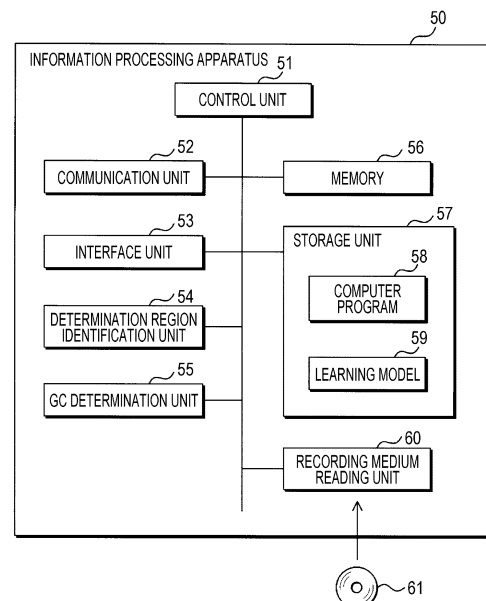 50
INFORMATION PROCESSING APPARATUS
51
CONTROL UNIT
52
COMMUNICATION UNIT
56
MEMORY
53
INTERFACE UNIT
57
STORAGE UNIT
58
COMPUTER
PROGRAM
59
LEARNING MODEL
54
DETERMINATION REGION
IDENTIFICATION UNIT
55
GC DETERMINATION UNIT
60
RECORDING MEDIUM
READING UNIT
61